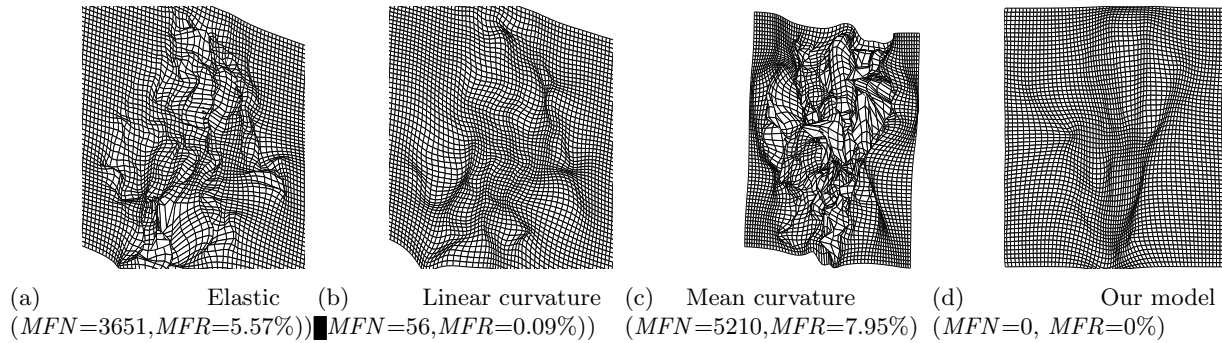 (a) Elastic (MFN=3651,MFR=5.57%))
(b) Linear curvature (MFN=56,MFR=0.09%))
(c) Mean curvature (MFN=5210,MFR=7.95%)
(d) Our model (MFN=0, MFR=0%)